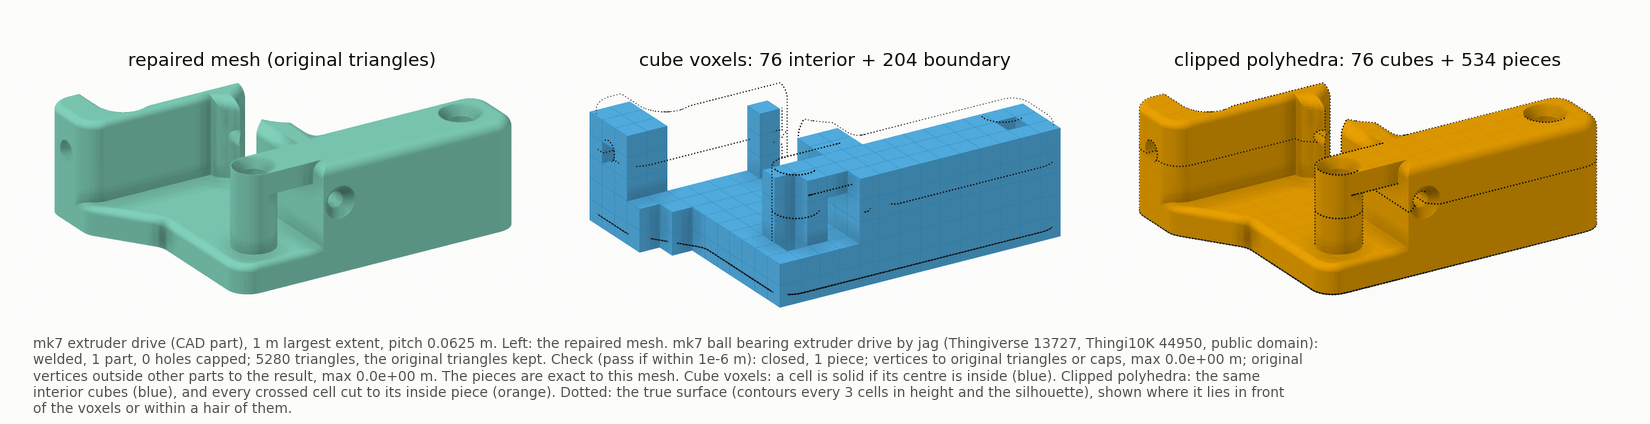 repaired mesh (original triangles)
cube voxels: 76 interior + 204 boundary
clipped polyhedra: 76 cubes + 534 pieces
mk7 extruder drive (CAD part), 1 m largest extent, pitch 0.0625 m. Left: the repaired mesh. mk7 ball bearing extruder drive by jag (Thingiverse 13727, Thingi10K 44950, public domain):
welded, 1 part, 0 holes capped; 5280 triangles, the original triangles kept. Check (pass if within 1e-6 m): closed, 1 piece; vertices to original triangles or caps, max 0.0e+00 m; original
vertices outside other parts to the result, max 0.0e+00 m. The pieces are exact to this mesh. Cube voxels: a cell is solid if its centre is inside (blue). Clipped polyhedra: the same
interior cubes (blue), and every crossed cell cut to its inside piece (orange). Dotted: the true surface (contours every 3 cells in height and the silhouette), shown where it lies in front
of the voxels or within a hair of them.